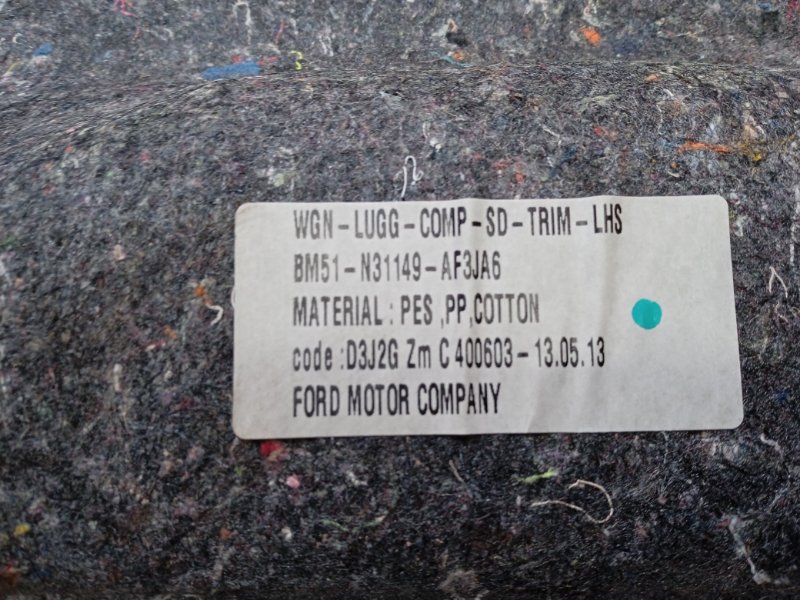 WGN-LUGG-COMP-SD-TRIM-LHS
BM51-N31149-AF3JA6
MATERIAL : PES ,PP,COTTON
code :D3J2G Zm C 400603-13.05.13
FORD MOTOR COMPANY